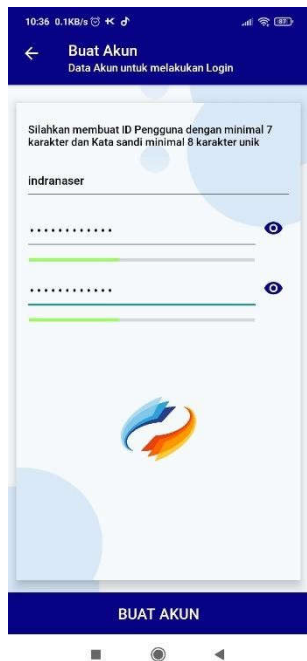 10:36 0.1KB/s
87
Buat Akun
Data Akun untuk melakukan Login
Silahkan membuat ID Pengguna dengan minimal 7
karakter dan Kata sandi minimal 8 karakter unik
indranaser
••••••••••••
••••••••••••
BUAT AKUN